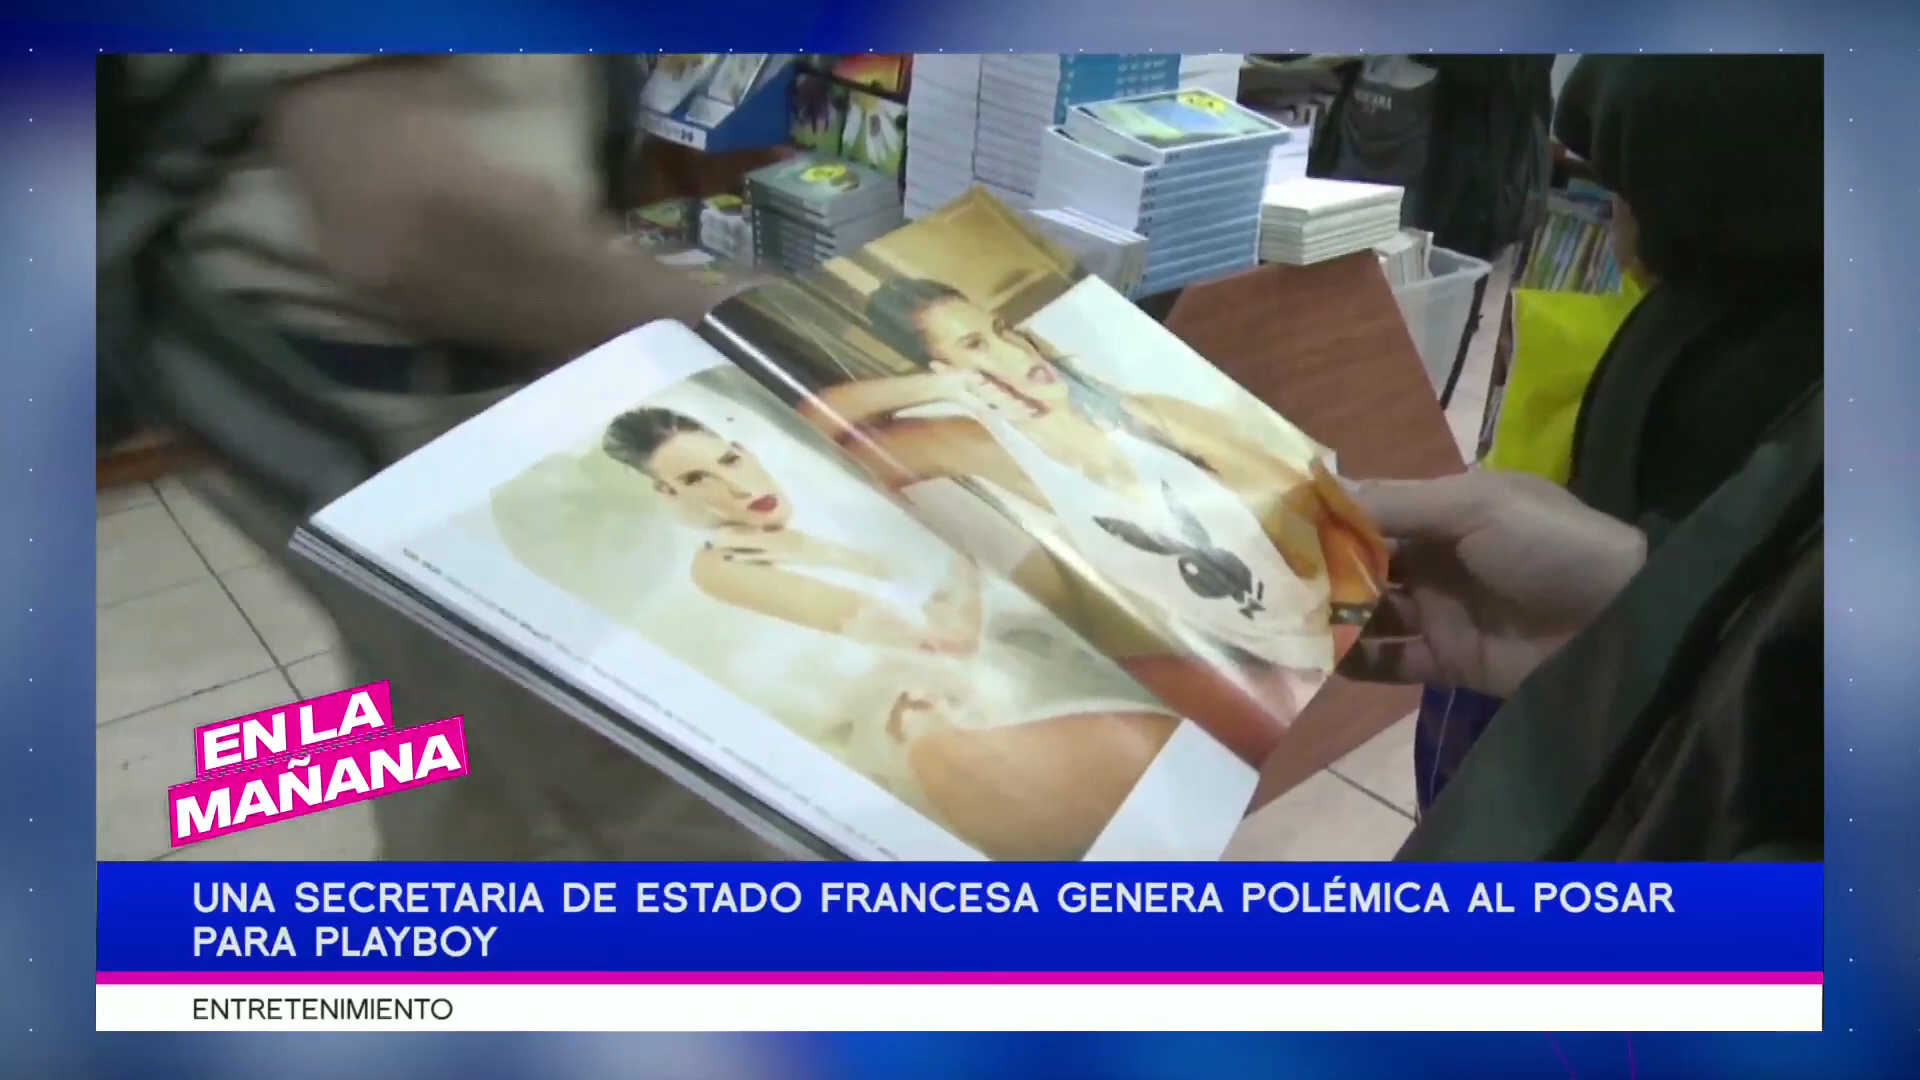 EN LA
MAÑANA
UNA SECRETARIA DE ESTADO FRANCESA GENERA POLÉMICA AL POSAR
PARA PLAYBOY
ENTRETENIMIENTO